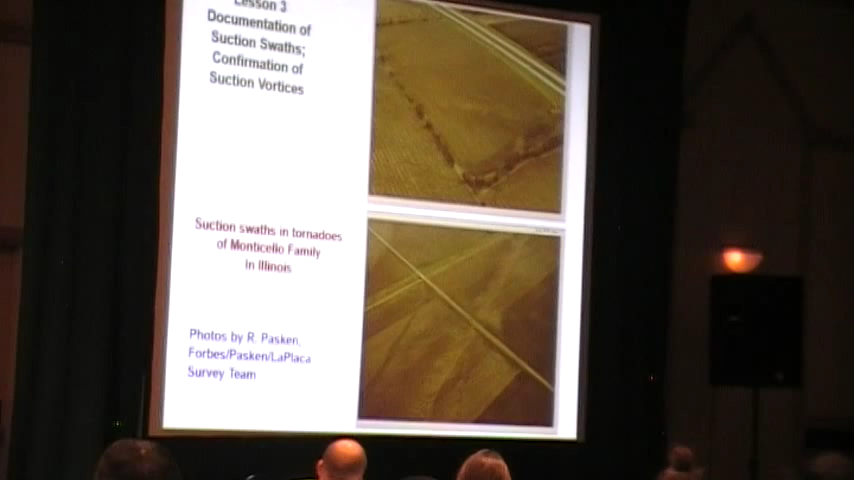 Lesson 3
Documentation of
Suction Swaths;
Confirmation of
Suction Vortices
Suction swaths in tornadoes
of Monticello Family
in Illinois
Photos by R. Pasken,
Forbes/Pasken/LaPlaca
Survey Team